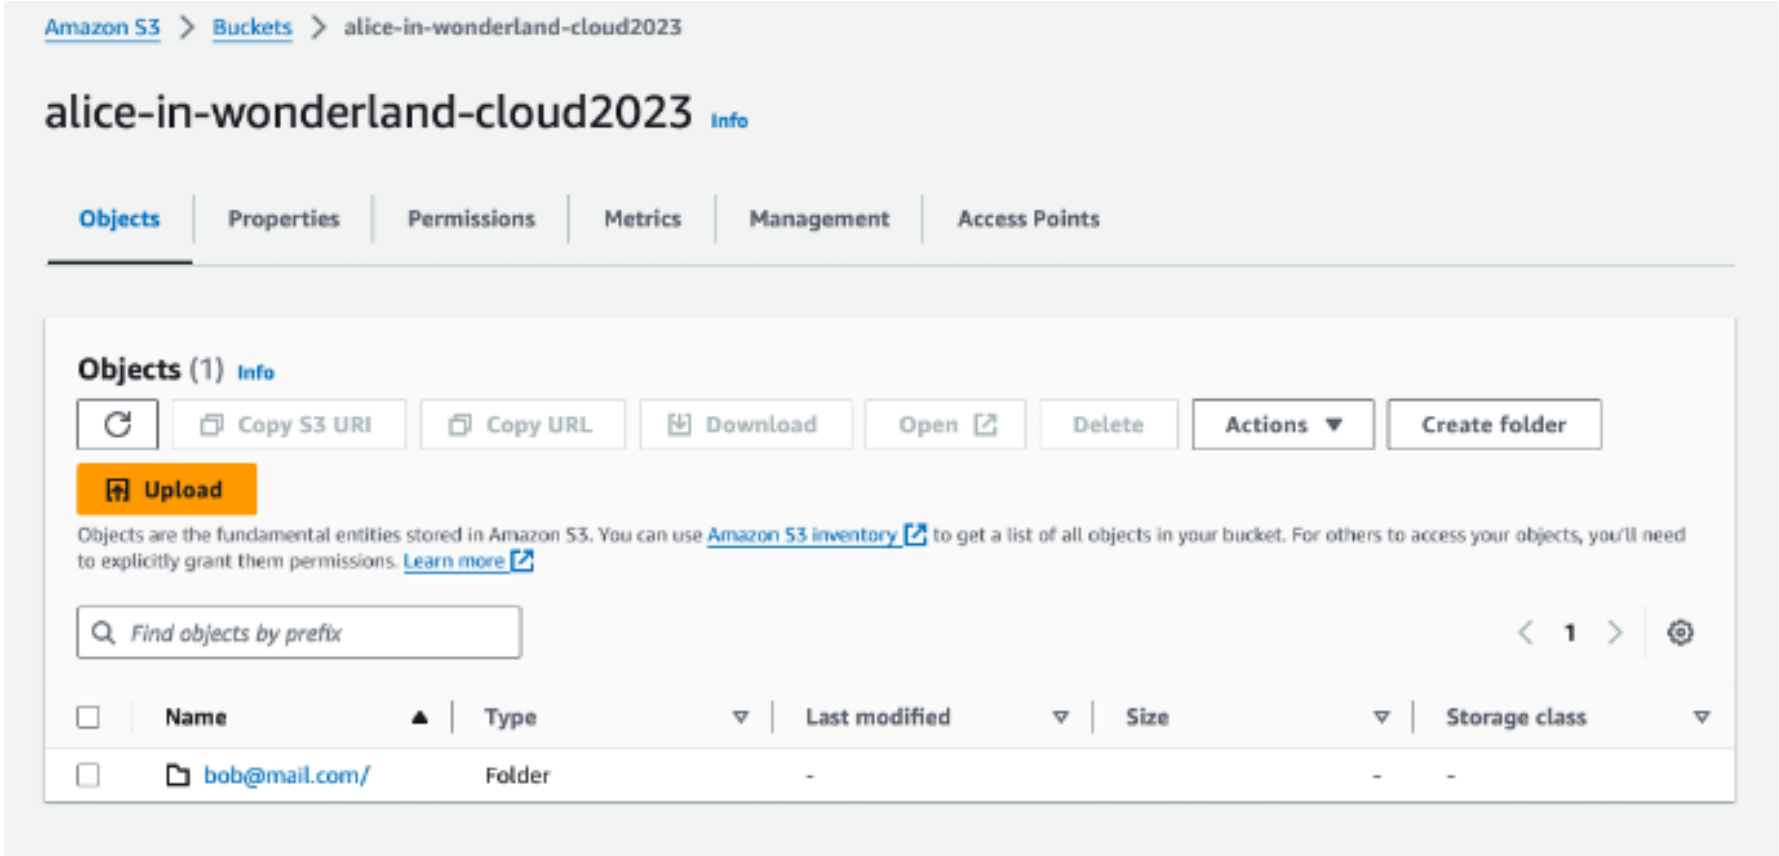 Amazon S3 > Buckets > alice-in-wonderland-cloud2023
alice-in-wonderland-cloud2023 Info
Objects Properties Permissions Metrics Management Access Points
Objects (1) Info
Copy S3 URI Copy URL Download Open Delete Actions Create folder
Upload
Objects are the fundamental entities stored in Amazon S3. You can use Amazon S3 inventory to get a list of all objects in your bucket. For others to access your objects, you'll need
to explicitly grant them permissions. Learn more
Find objects by prefix < 1 >
Name Type Last modified Size Storage class
bob@mail.com/ Folder - - -